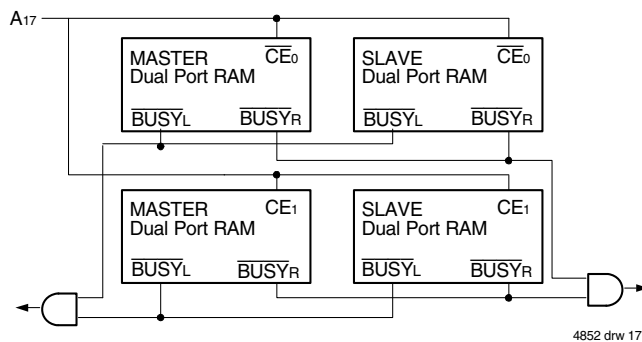 A17
MASTER CE0
Dual Port RAM
BUSYL BUSYR
SLAVE CE0
Dual Port RAM
BUSYL BUSYR
MASTER CE1
Dual Port RAM
BUSYL BUSYR
SLAVE CE1
Dual Port RAM
BUSYL BUSYR
4852 drw 17